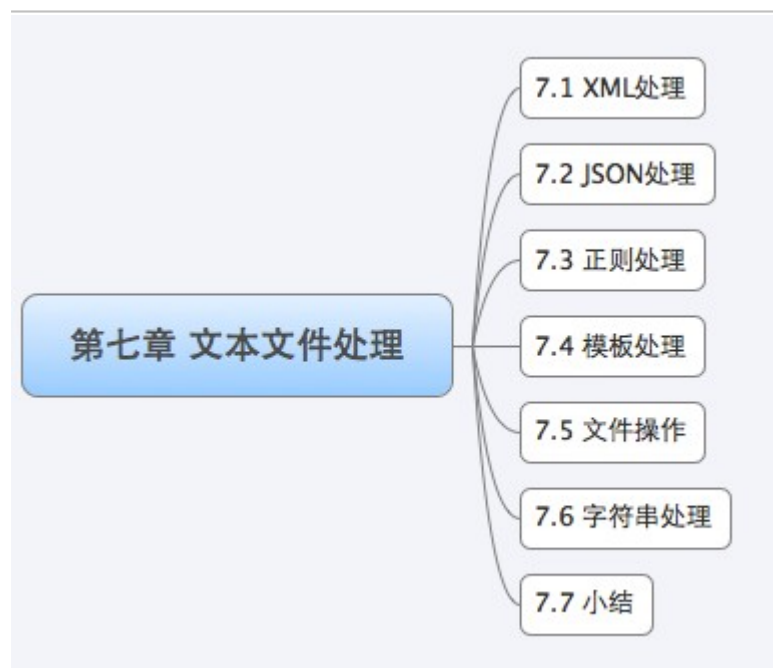 7.1 XML处理
7.2 JSON处理
7.3 正则处理
第七章 文本文件处理
7.4 模板处理
7.5 文件操作
7.6 字符串处理
7.7 小结